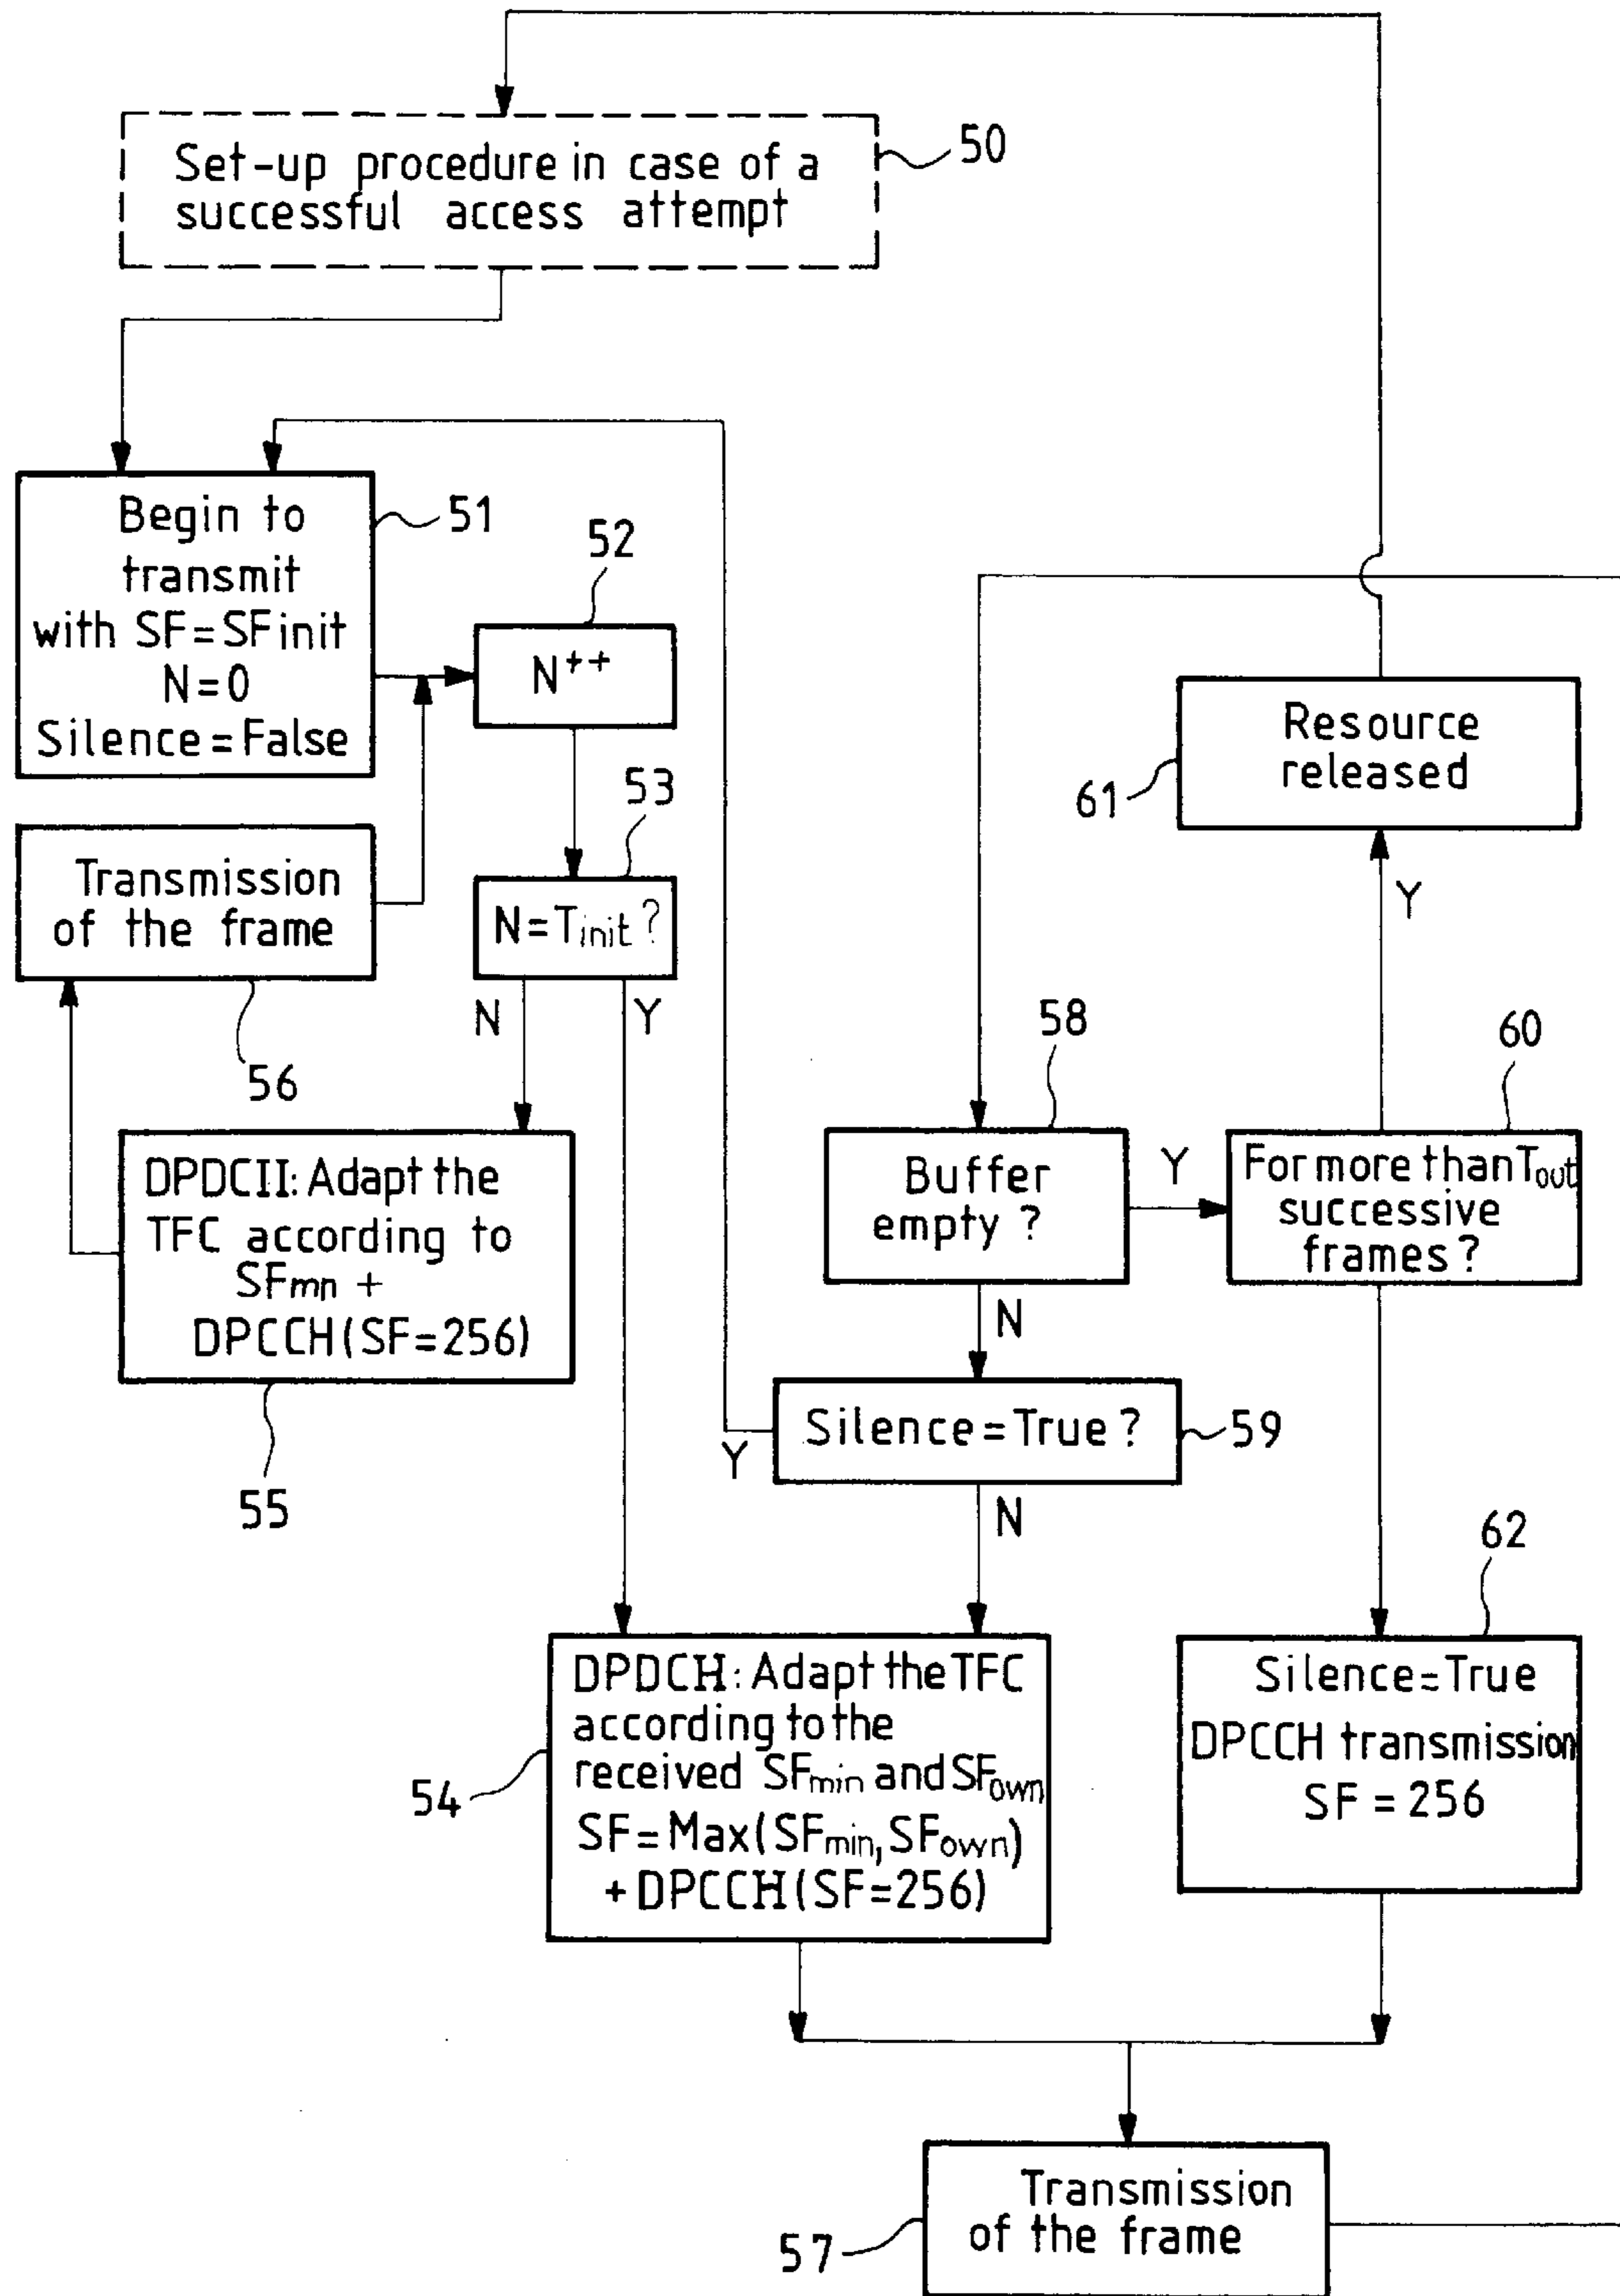 Set-up procedure in case of a
successful access attempt
50
Begin to
transmit
with SF=SFinit
N=0
Silence=False
51
52
N++
53
N=Tinit?
N
Y
Transmission
of the frame
56
DPDCII: Adapt the
TFC according to
SFmn +
DPCCH(SF=256)
55
Resource
released
61
Y
58
Buffer
empty ?
Y
60
For more than Tout
successive
frames ?
N
Silence=True ?
59
Y
N
62
DPDCH: Adapt the TFC
according to the
received SFmin and SFown
SF=Max(SFmin, SFown)
+DPCCH(SF=256)
54
Silence=True
DPCCH transmission
SF = 256
Transmission
of the frame
57